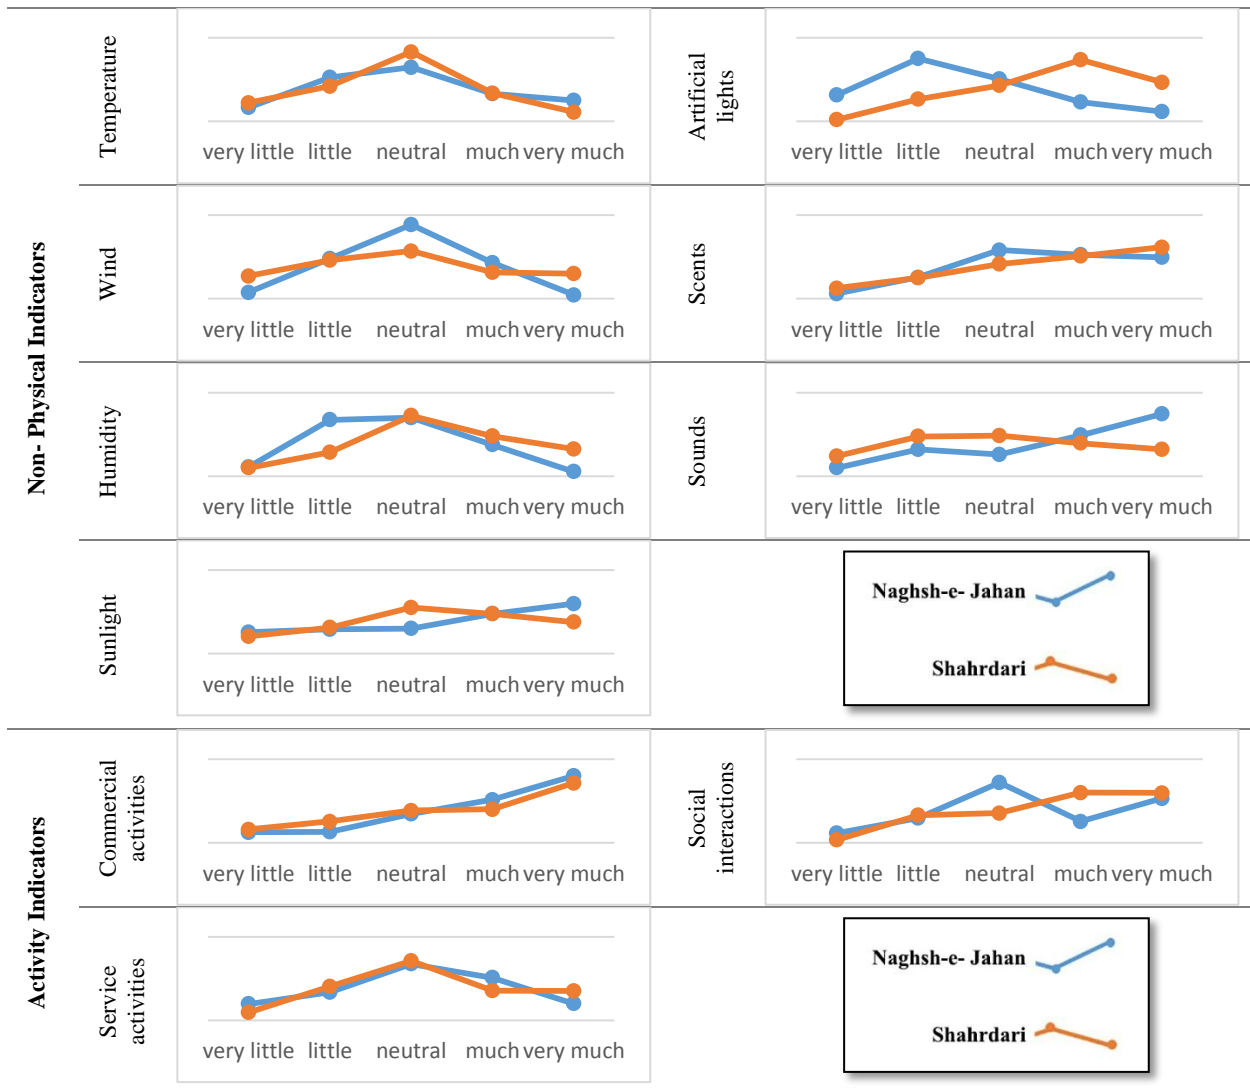 Non- Physical Indicators
Temperature
very little little neutral much very much
Artificial
lights
very little little neutral much very much
Wind
very little little neutral much very much
Scents
very little little neutral much very much
Humidity
very little little neutral much very much
Sounds
very little little neutral much very much
Sunlight
very little little neutral much very much
Naghsh-e- Jahan
Shahrdari
Activity Indicators
Commercial
activities
very little little neutral much very much
Social
interactions
very little little neutral much very much
Service
activities
very little little neutral much very much
Naghsh-e- Jahan
Shahrdari